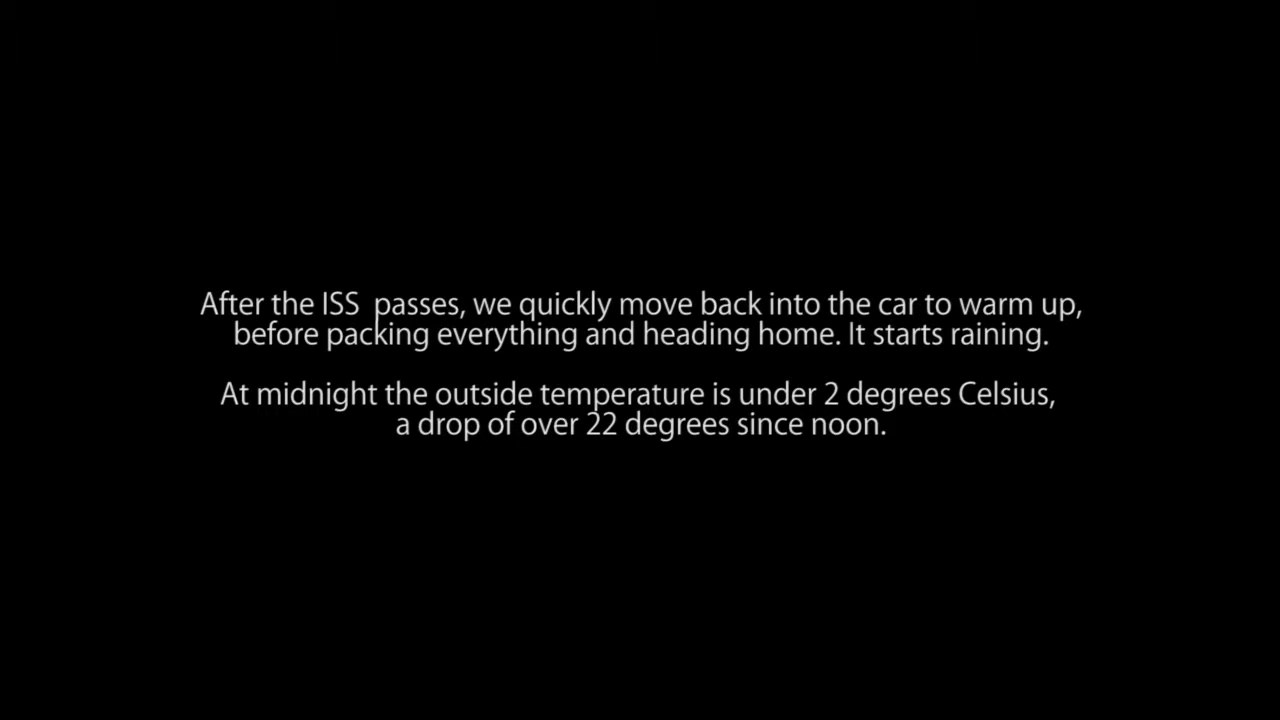 After the ISS  passes, we quickly move back into the car to warm up,
before packing everything and heading home. It starts raining.
At midnight the outside temperature is under 2 degrees Celsius,
a drop of over 22 degrees since noon.